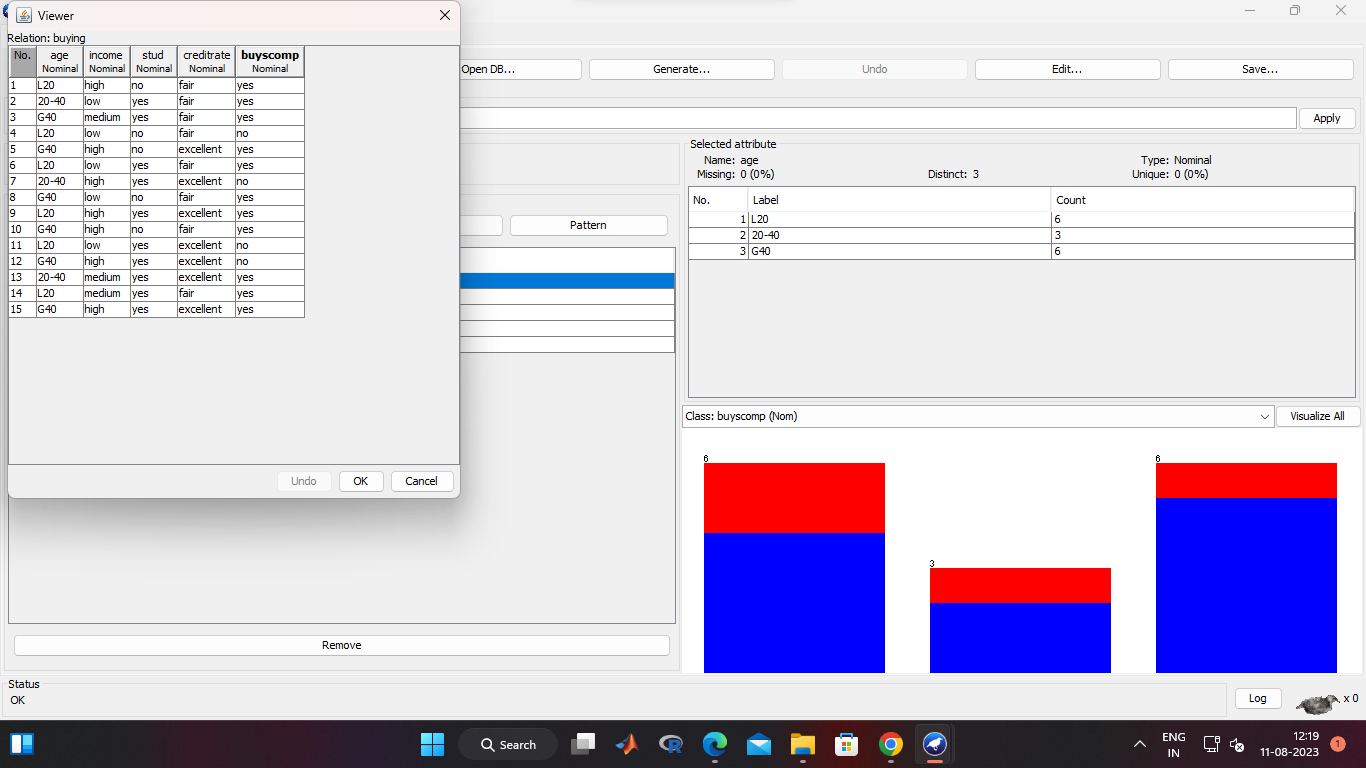 Viewer
Relation: buying
No. age income stud creditrate buyscomp
Nominal Nominal Nominal Nominal Nominal
1 L20 high no fair yes
2 20-40 low yes fair yes
3 G40 medium yes fair yes
4 L20 low no fair no
5 G40 high no excellent yes
6 L20 low yes fair yes
7 20-40 high yes excellent no
8 G40 low no fair yes
9 L20 high yes excellent yes
10 G40 high no fair yes
11 L20 low yes excellent no
12 G40 high yes excellent no
13 20-40 medium yes excellent yes
14 L20 medium yes fair yes
15 G40 high yes excellent yes
Undo OK Cancel
Open DB... Generate... Undo Edit... Save...
Apply
Pattern
Remove
Selected attribute
Name: age Type: Nominal
Missing: 0 (0%) Distinct: 3 Unique: 0 (0%)
No. Label Count
1 L20 6
2 20-40 3
3 G40 6
Class: buyscomp (Nom) Visualize All
6 3 6
Status
OK
Log x 0
Search
ENG
IN
12:19
11-08-2023
1